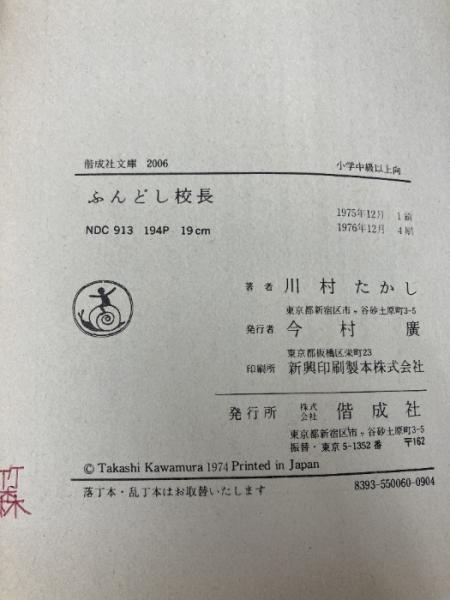 偕成社文庫 2006
小学中級以上向
ふんどし校長
NDC 913 194P 19cm
1975年12月 1刷
1976年12月 4刷
著者 川村たかし
東京都新宿区市ヶ谷砂土原町3-5
発行者 今村廣
東京都板橋区栄町23
印刷所 新興印刷製本株式会社
発行所 株式会社 偕成社
東京都新宿区市ヶ谷砂土原町3-5
振替・東京5-1352番 〒162
© Takashi Kawamura 1974 Printed in Japan
落丁本・乱丁本はお取替いたします
8393-550060-0904
竹森